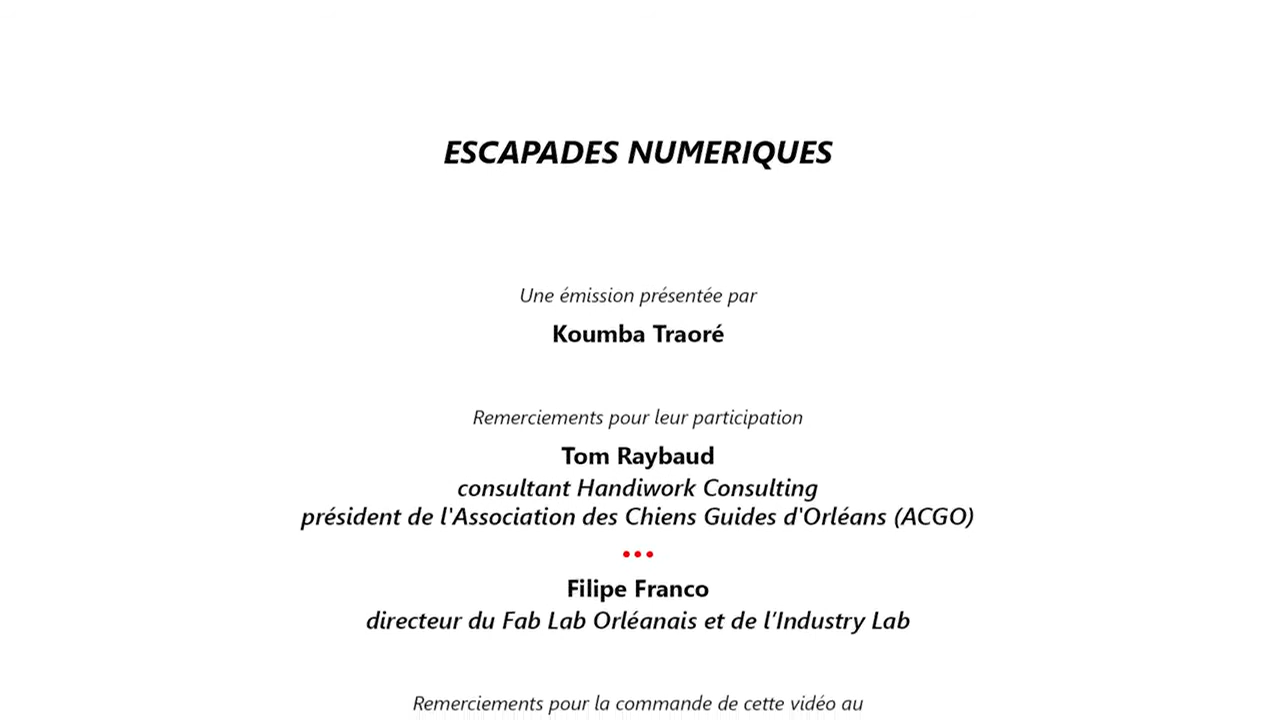 ESCAPADES NUMERIQUES
Une émission présentée par
Koumba Traoré
Remerciements pour leur participation
Tom Raybaud
consultant Handiwork Consulting
président de l'Association des Chiens Guides d'Orléans (ACGO)
•••
Filipe Franco
directeur du Fab Lab Orléanais et de l’Industry Lab
Remerciements pour la commande de cette vidéo au